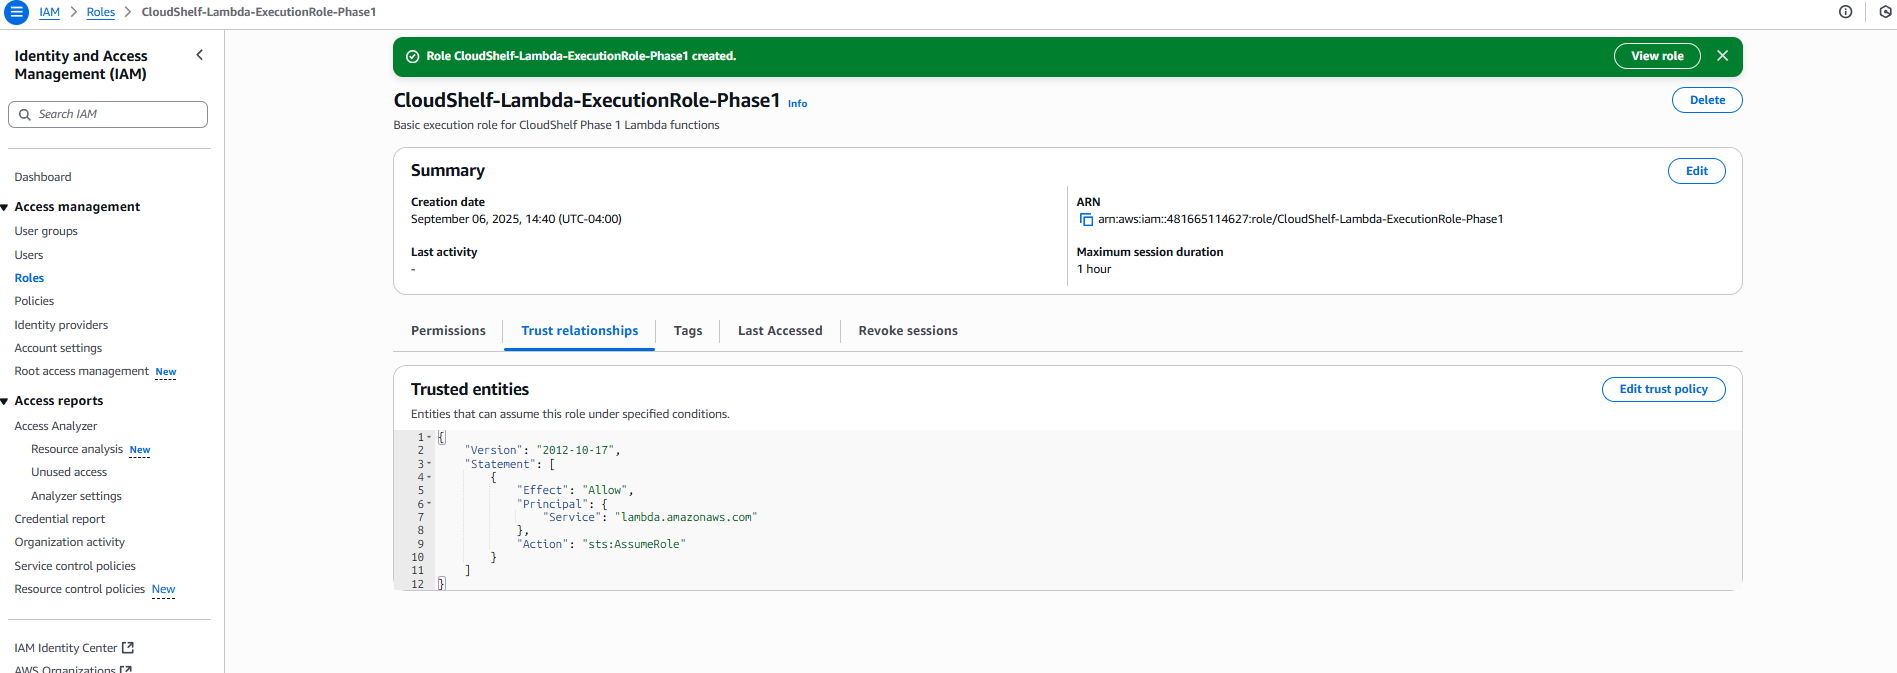 IAM > Roles > CloudShelf-Lambda-ExecutionRole-Phase1
Identity and Access
Management (IAM)
Search IAM
Dashboard
Access management
User groups
Users
Roles
Policies
Identity providers
Account settings
Root access management New
Access reports
Access Analyzer
Resource analysis New
Unused access
Analyzer settings
Credential report
Organization activity
Service control policies
Resource control policies New
IAM Identity Center
AWS Organizations
Role CloudShelf-Lambda-ExecutionRole-Phase1 created.
View role
CloudShelf-Lambda-ExecutionRole-Phase1 Info
Delete
Basic execution role for CloudShelf Phase 1 Lambda functions
Summary
Edit
Creation date
September 06, 2025, 14:40 (UTC-04:00)
Last activity
-
ARN
arn:aws:iam::481665114627:role/CloudShelf-Lambda-ExecutionRole-Phase1
Maximum session duration
1 hour
Permissions
Trust relationships
Tags
Last Accessed
Revoke sessions
Trusted entities
Edit trust policy
Entities that can assume this role under specified conditions.
1 {
2 "Version": "2012-10-17",
3 "Statement": [
4 {
5 "Effect": "Allow",
6 "Principal": {
7 "Service": "lambda.amazonaws.com"
8 },
9 "Action": "sts:AssumeRole"
10 }
11 ]
12 }